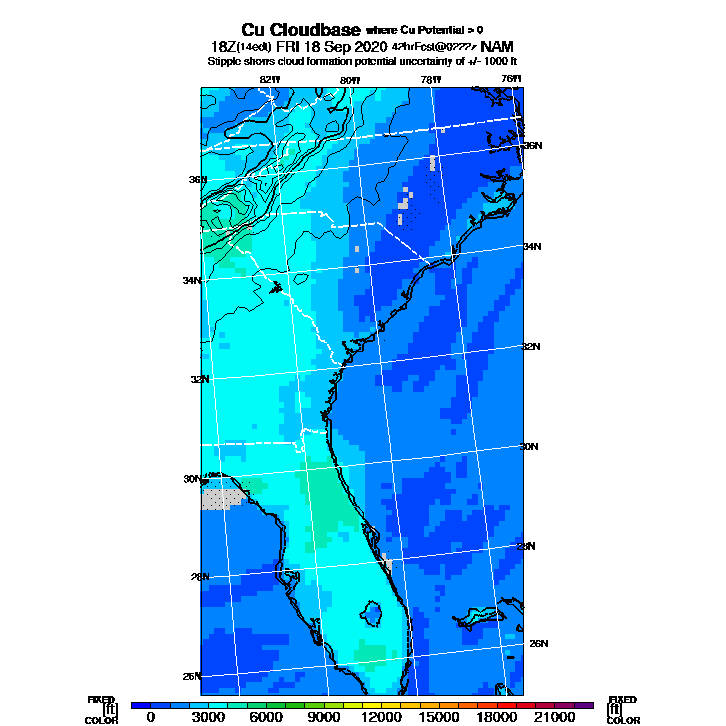 Cu Cloudbase where Cu Potential > 0
18Z(14edt) FRI 18 Sep 2020 42hrFcst@0222z NAM
Stipple shows cloud formation potential uncertainty of +/- 1000 ft
82W 80W 78W 76W
36N
36N
34N
34N
32N
32N
30N
30N
28N
28N
26N
26N
FIXED FIXED
[ft] [ft]
COLOR COLOR
0 3000 6000 9000 12000 15000 18000 21000